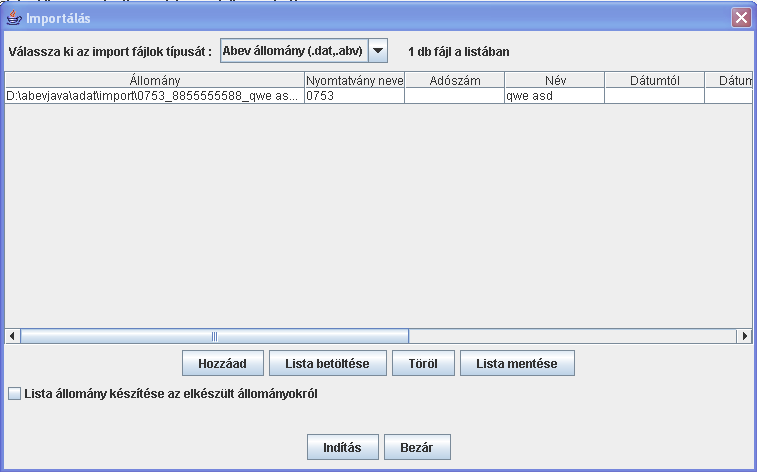 Importálás
Válassza ki az import fájlok típusát : Abev állomány (.dat,.abv) 1 db fájl a listában
Állomány Nyomtatvány neve Adószám Név Dátumtól Dátum
D:\abevjava\adat\import\0753_8855555588_qwe as... 0753 qwe asd
Hozzáad Lista betöltése Töröl Lista mentése
Lista állomány készítése az elkészült állományokról
Indítás Bezár